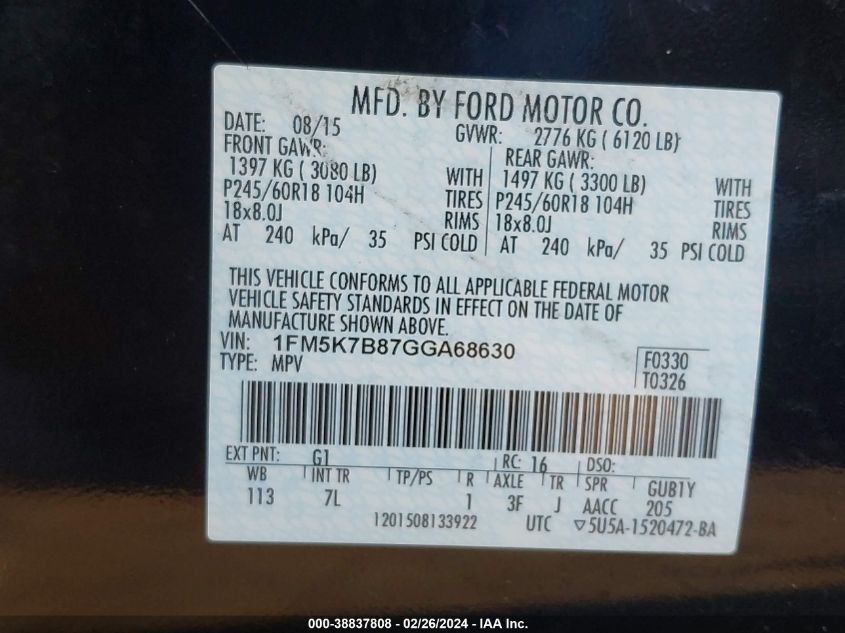 MFD. BY FORD MOTOR CO.
DATE: 08/15 GVWR: 2776 KG ( 6120 LB)
FRONT GAWR: REAR GAWR:
1397 KG ( 3080 LB) WITH 1497 KG ( 3300 LB) WITH
P245/60R18 104H TIRES P245/60R18 104H TIRES
18x8.0J RIMS 18x8.0J RIMS
AT 240 kPa/ 35 PSI COLD AT 240 kPa/ 35 PSI COLD
THIS VEHICLE CONFORMS TO ALL APPLICABLE FEDERAL MOTOR
VEHICLE SAFETY STANDARDS IN EFFECT ON THE DATE OF
MANUFACTURE SHOWN ABOVE.
VIN: 1FM5K7B87GGA68630 F0330
TYPE: MPV T0326
EXT PNT: G1 RC: 16 DSO:
WB INT TR TP/PS R AXLE TR SPR GUB1Y
113 7L 1 3F J AACC 205
1201508133922 UTC ▽5U5A-1520472-BA
000-38837808 - 02/26/2024 - IAA Inc.